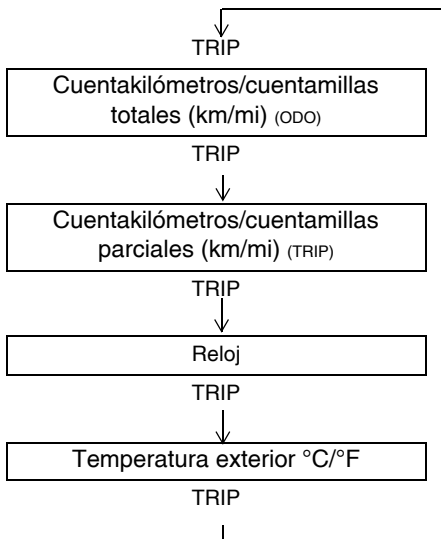 TRIP
Cuentakilómetros/cuentamillas
totales (km/mi) (ODO)
TRIP
Cuentakilómetros/cuentamillas
parciales (km/mi) (TRIP)
TRIP
Reloj
TRIP
Temperatura exterior °C/°F
TRIP